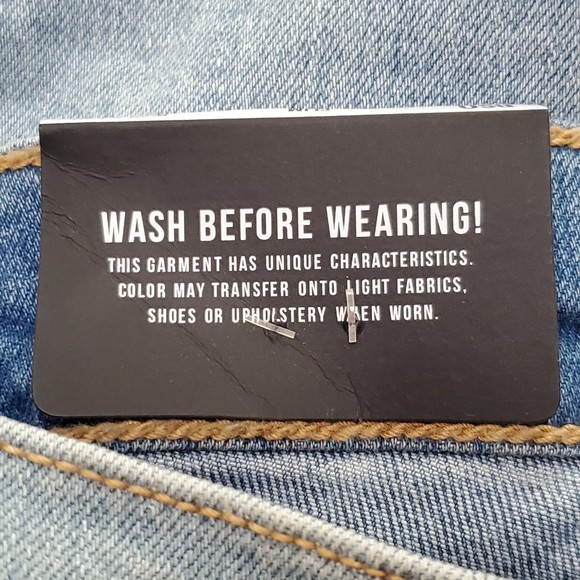 WASH BEFORE WEARING!
THIS GARMENT HAS UNIQUE CHARACTERISTICS.
COLOR MAY TRANSFER ONTO LIGHT FABRICS,
SHOES OR UPHOLSTERY WHEN WORN.